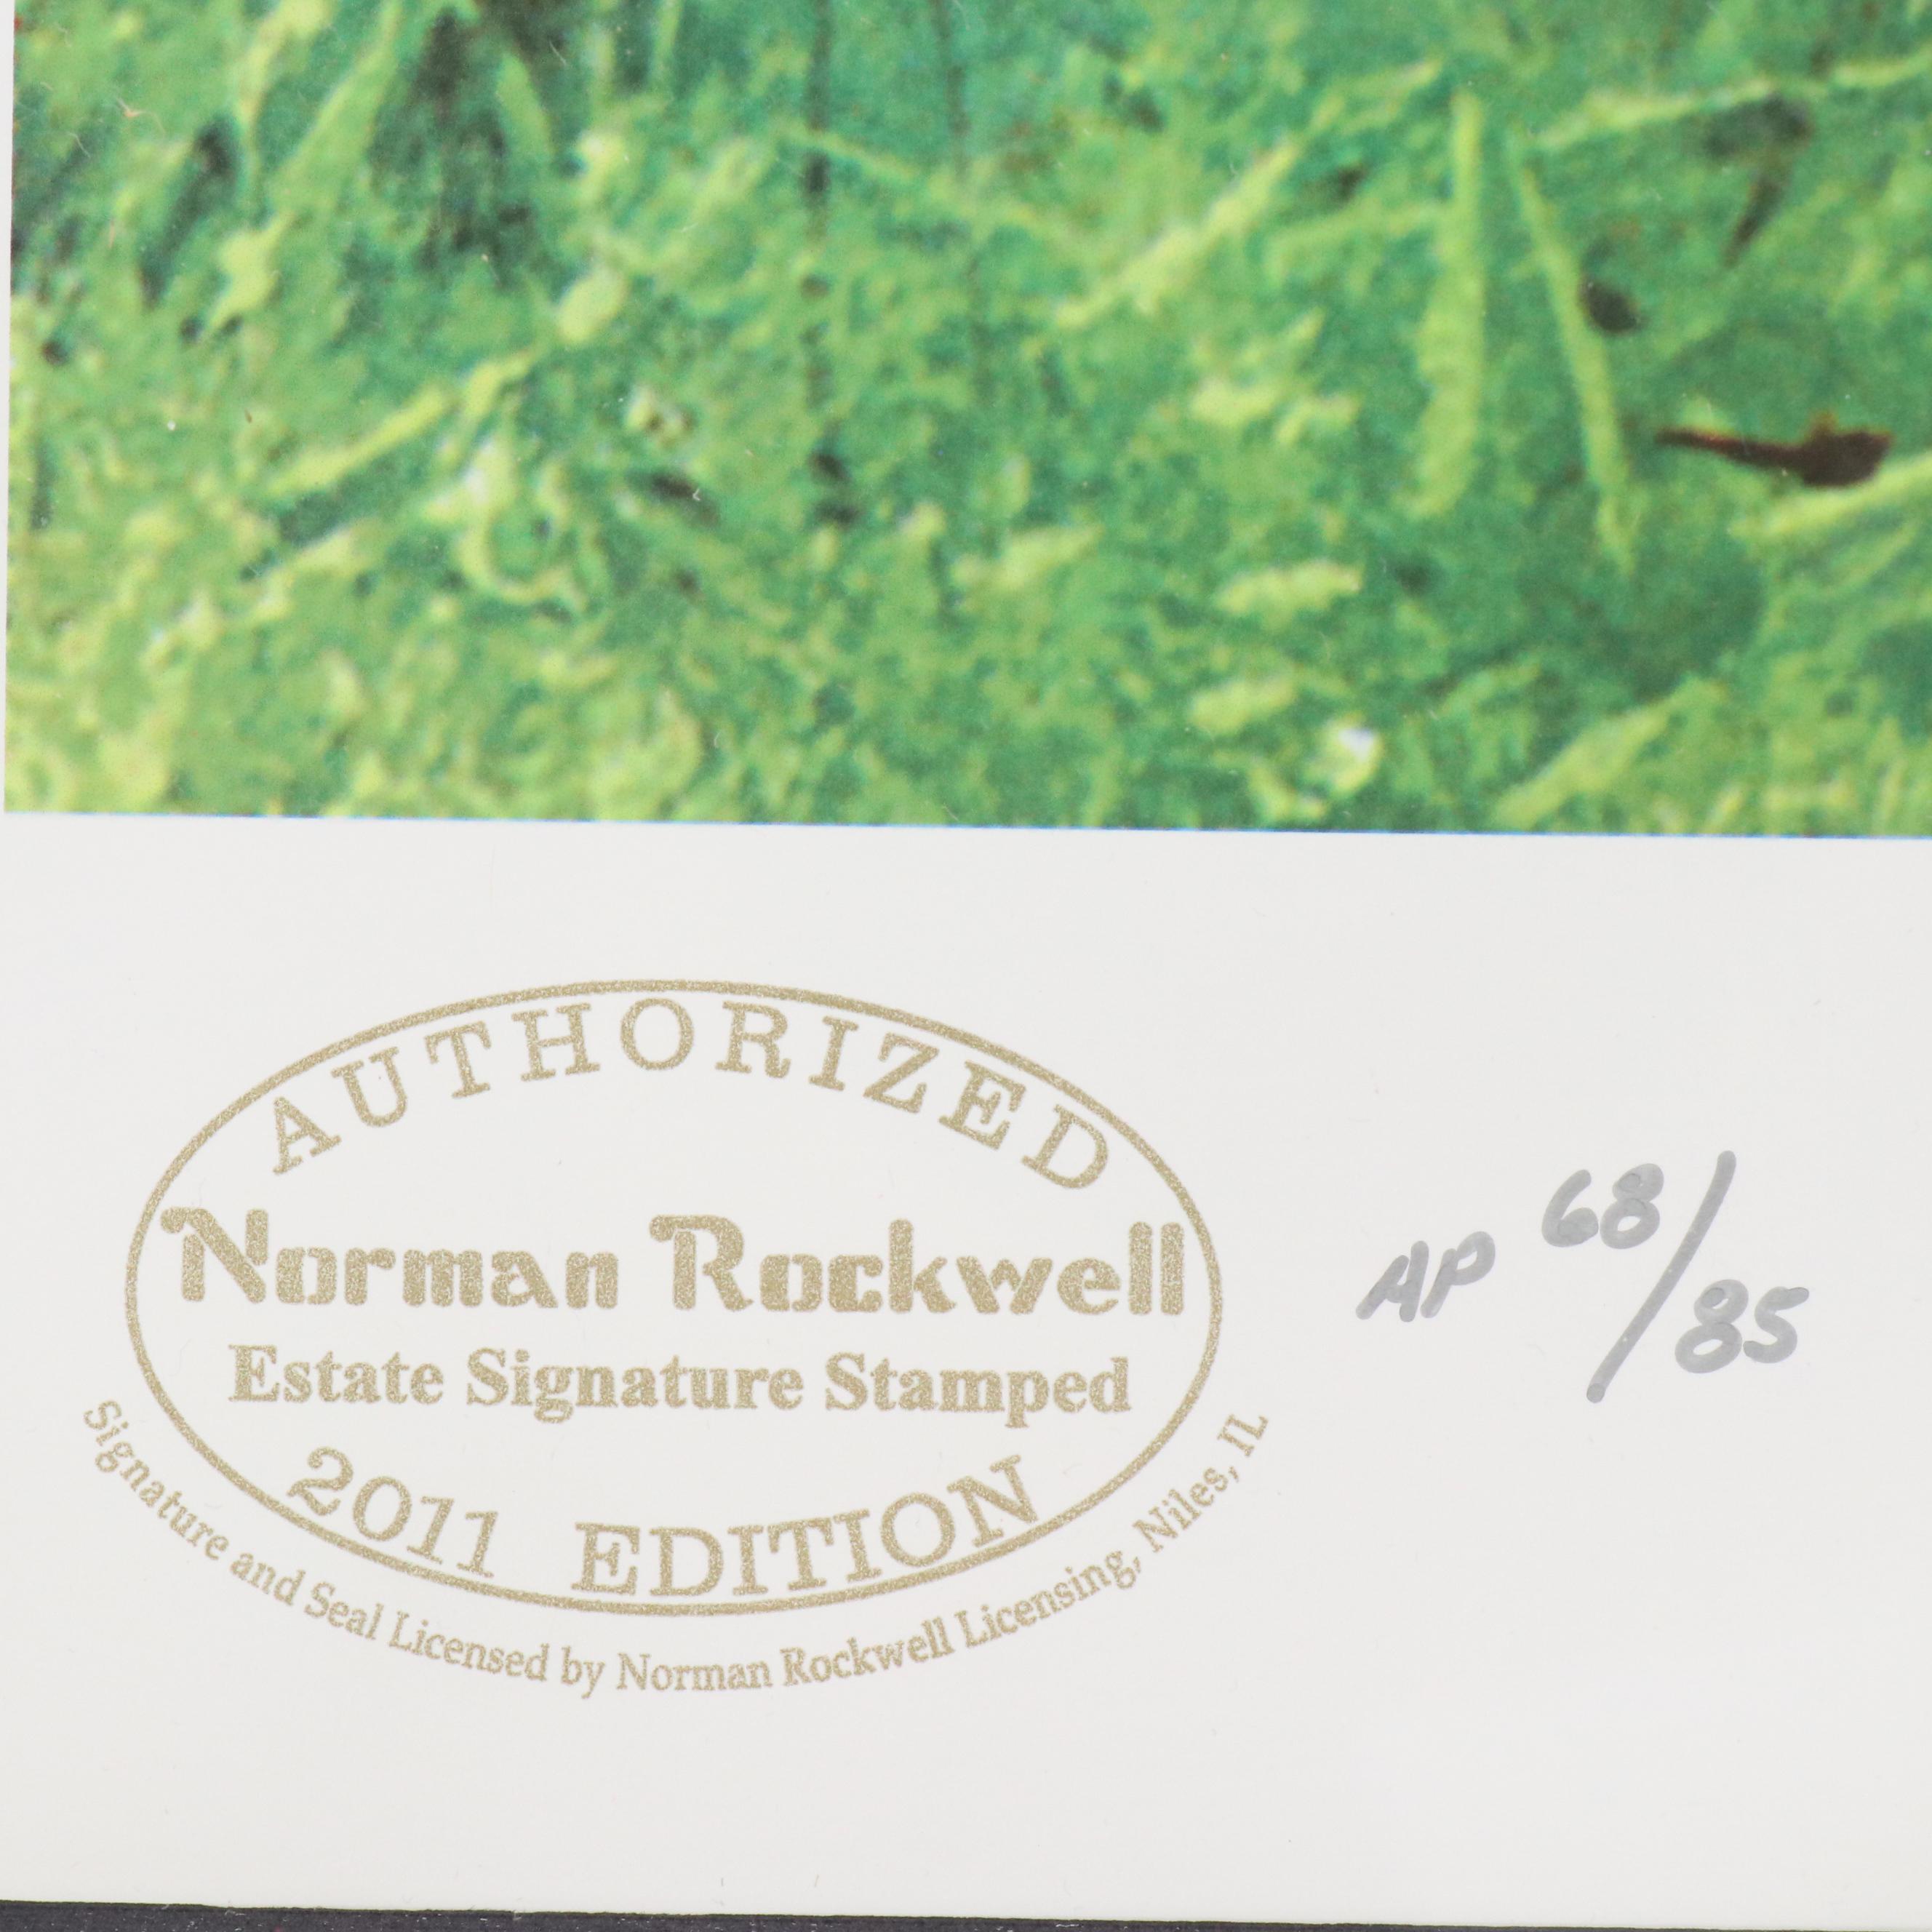 AUTHORIZED
Norman Rockwell
Estate Signature Stamped
2011 EDITION
Signature and Seal Licensed by Norman Rockwell Licensing, Niles, IL
AP 68/85